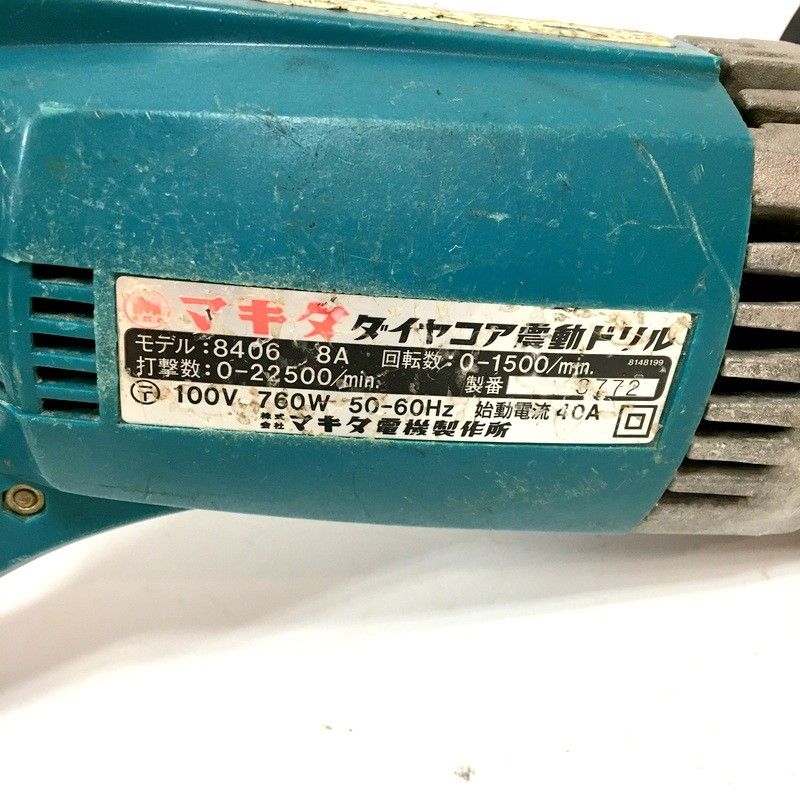 マキタ ダイヤコア震動ドリル
モデル:8406 8A 回転数:0-1500/min. 8148199
打撃数:0-22500/min. 製番 3772
〒 100V 760W 50-60Hz 始動電流 40A
株式会社 マキタ電機製作所